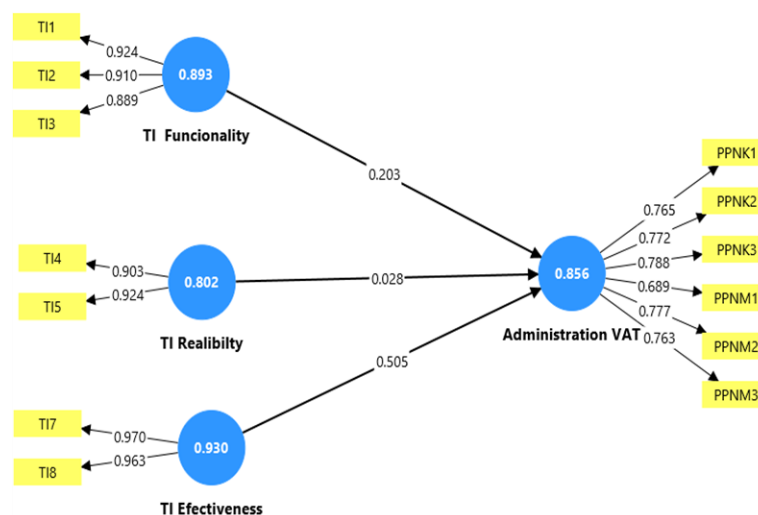 TI1
0.924
TI2
0.910
0.893
TI3
0.889
TI Funcionality
0.203
PPNK1
0.765
PPNK2
0.772
PPNK3
0.788
0.689
PPNM1
0.777
PPNM2
0.763
PPNM3
0.856
Administration VAT
TI4
0.903
0.802
0.028
TI5
0.924
TI Realibilty
0.505
TI7
0.970
0.930
TI8
0.963
TI Efectiveness